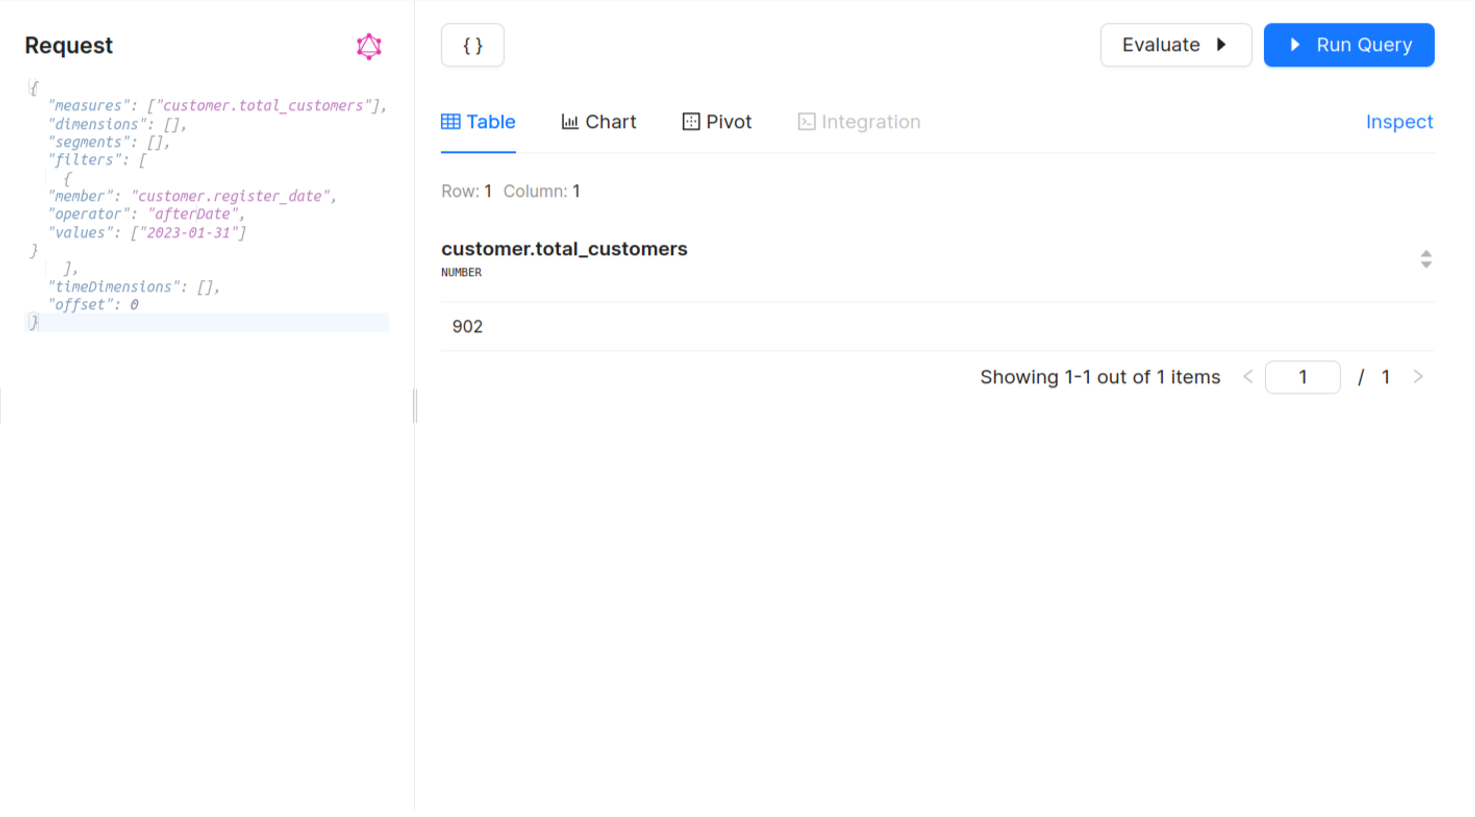 Request
{
"measures": ["customer.total_customers"],
"dimensions": [],
"segments": [],
"filters": [
{
"member": "customer.register_date",
"operator": "afterDate",
"values": ["2023-01-31"]
}
],
"timeDimensions": [],
"offset": 0
}
{ }
Evaluate
Run Query
Table Chart Pivot Integration Inspect
Row: 1 Column: 1
customer.total_customers
NUMBER
902
Showing 1-1 out of 1 items < 1 / 1 >